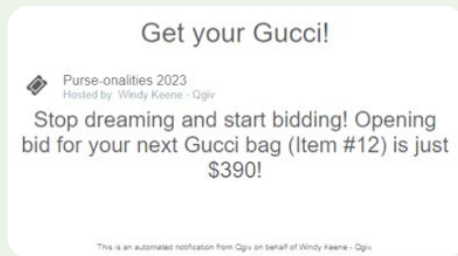 Get your Gucci!
Purse-onalities 2023
Hosted by: Windy Keene - Qgiv
Stop dreaming and start bidding! Opening
bid for your next Gucci bag (Item #12) is just
$390!
This is an automated notification from Qgiv on behalf of Windy Keene - Qgiv